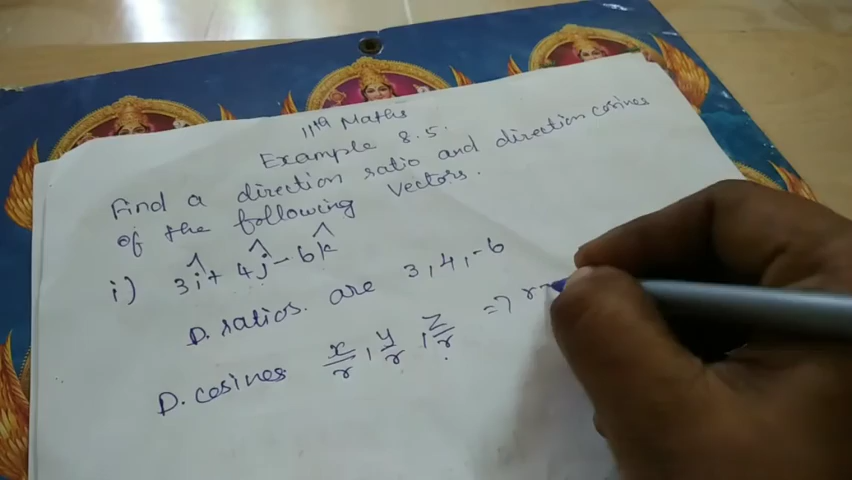 11th Maths
Example 8.5.
Find a direction ratio and direction cosines
of the following vectors.
i) 3î + 4ĵ - 6k̂
D. ratios. are 3, 4, -6
D. cosines x/r, y/r, z/r => r=